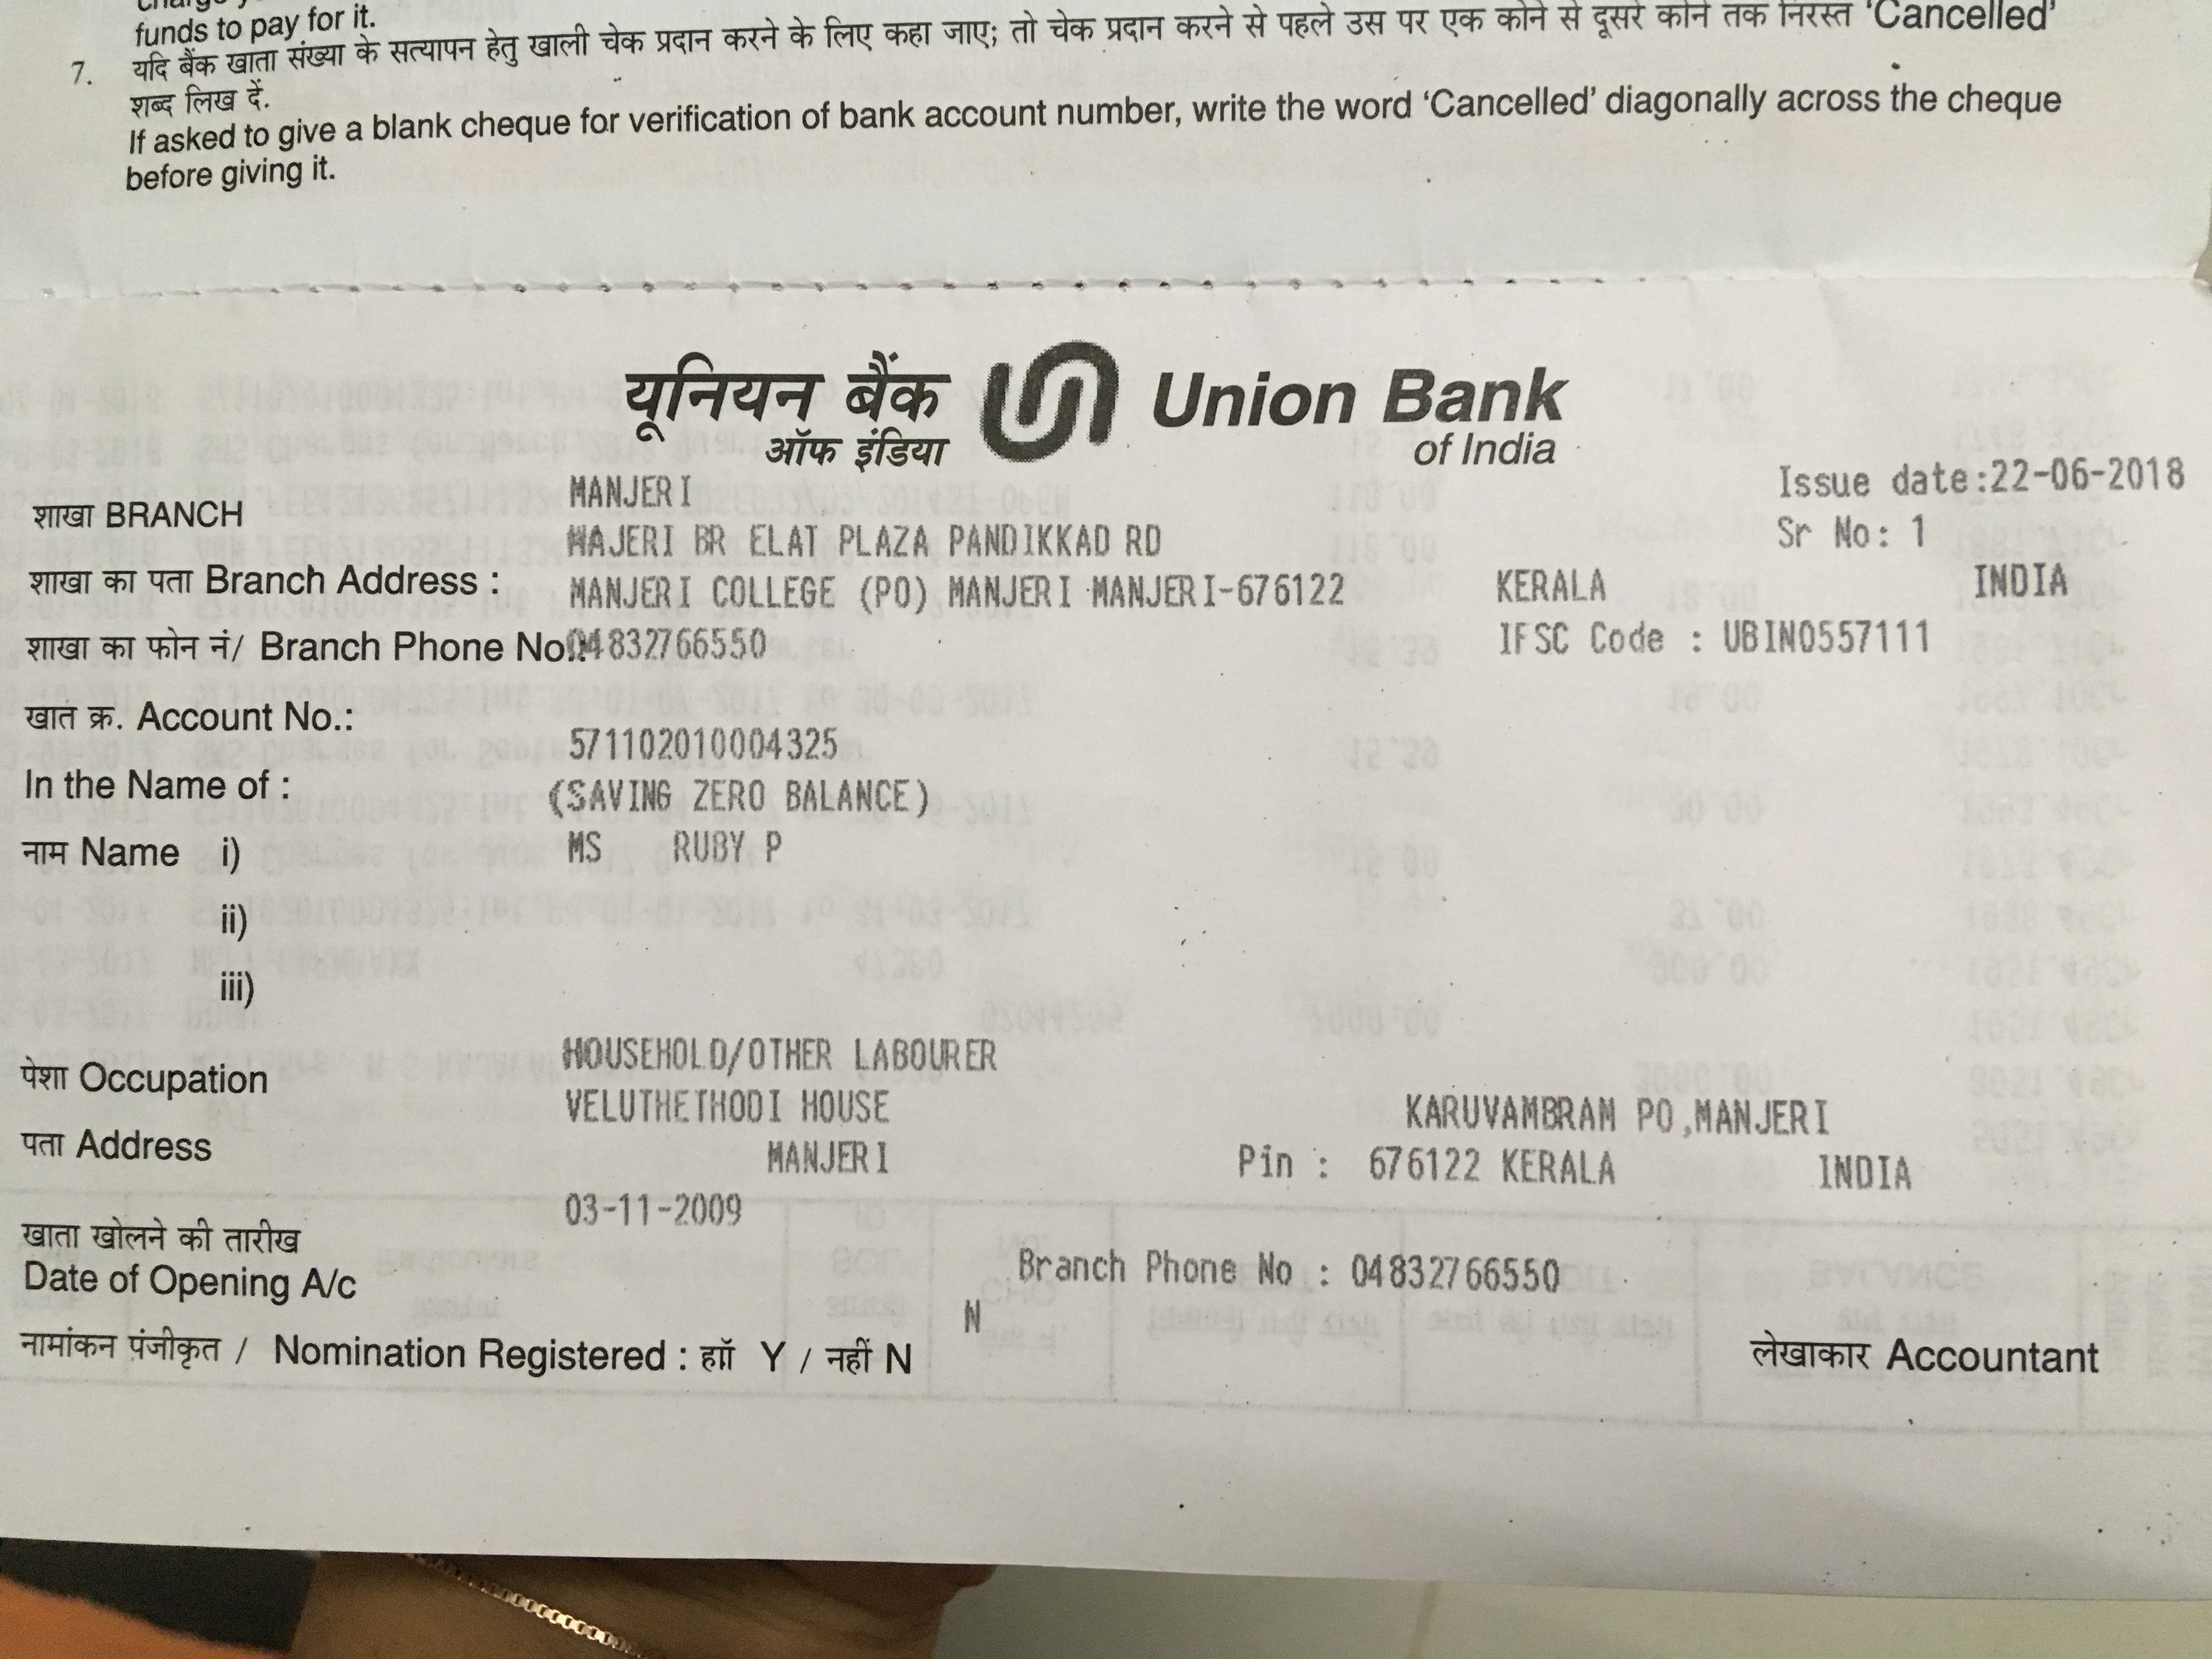 funds to pay for it.
7. यदि बैंक खाता संख्या के सत्यापन हेतु खाली चेक प्रदान करने के लिए कहा जाए; तो चेक प्रदान करने से पहले उस पर एक कोने से दूसरे कोने तक निरस्त 'Cancelled'
शब्द लिख दें.
If asked to give a blank cheque for verification of bank account number, write the word 'Cancelled' diagonally across the cheque
before giving it.
यूनियन बैंक Union Bank
ऑफ इंडिया of India
Issue date:22-06-2018
शाखा BRANCH MANJERI
Sr No: 1
MAJERI BR ELAT PLAZA PANDIKKAD RD
शाखा का पता Branch Address : MANJERI COLLEGE (PO) MANJERI MANJERI-676122 KERALA INDIA
शाखा का फोन नं/ Branch Phone No.: 04832766550 IFSC Code : UBIN0557111
खात क्र. Account No.: 571102010004325
In the Name of : (SAVING ZERO BALANCE)
नाम Name i) MS RUBY P
ii)
iii)
पेशा Occupation HOUSEHOLD/OTHER LABOURER
VELUTHETHODI HOUSE KARUVAMBRAM PO,MANJERI
पता Address MANJERI Pin : 676122 KERALA INDIA
03-11-2009
खाता खोलने की तारीख
Date of Opening A/c Branch Phone No : 04832766550
N
नामांकन पंजीकृत / Nomination Registered : हाॅं Y / नहीं N लेखाकार Accountant